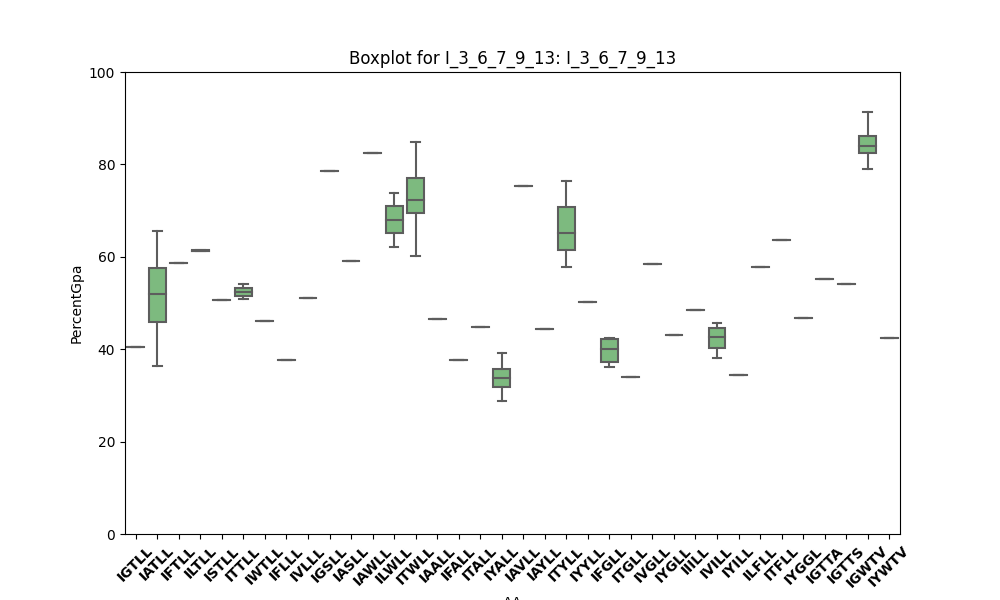 Boxplot for I_3_6_7_9_13: I_3_6_7_9_13
PercentGpa
100
80
60
40
20
0
IGTLL
IATLL
IFTLL
ILTLL
ISTLL
ITTLL
IWTLL
IFLLL
IVLLL
IGSLL
IASLL
IAWLL
ILWLL
ITWLL
IAALL
IFALL
ITALL
IYALL
IAVLL
IAYLL
ITYLL
IYYLL
IFGLL
ITGLL
IVGLL
IYGLL
IIILL
IVILL
IYILL
ILFLL
ITFLL
IYGGL
IGTTA
IGTTS
IGWTV
IYWTV